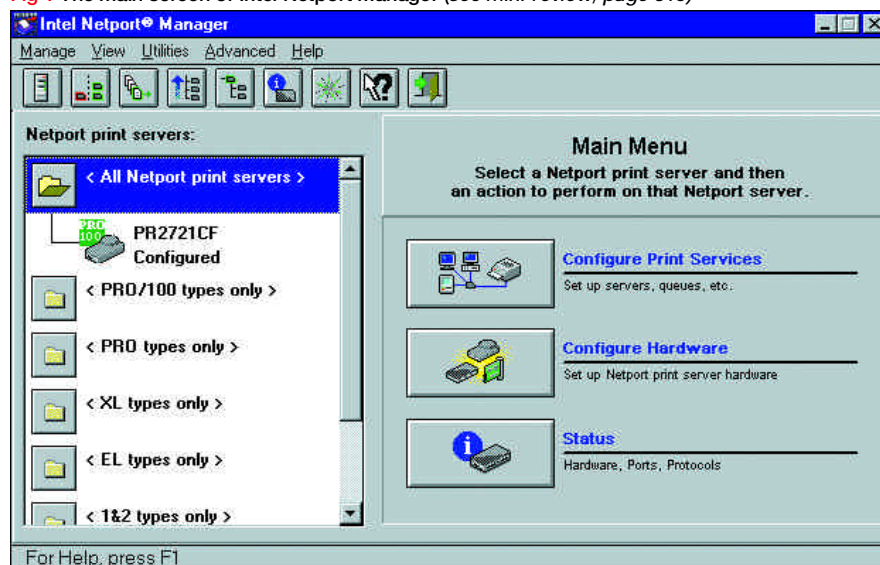 Intel Netport® Manager
Manage View Utilities Advanced Help
Netport print servers:
< All Netport print servers >
PRO
100
PR2721CF
Configured
< PRO/100 types only >
< PRO types only >
< XL types only >
< EL types only >
< 1&2 types only >
Main Menu
Select a Netport print server and then
an action to perform on that Netport server.
Configure Print Services
Set up servers, queues, etc.
Configure Hardware
Set up Netport print server hardware
Status
Hardware, Ports, Protocols
For Help, press F1